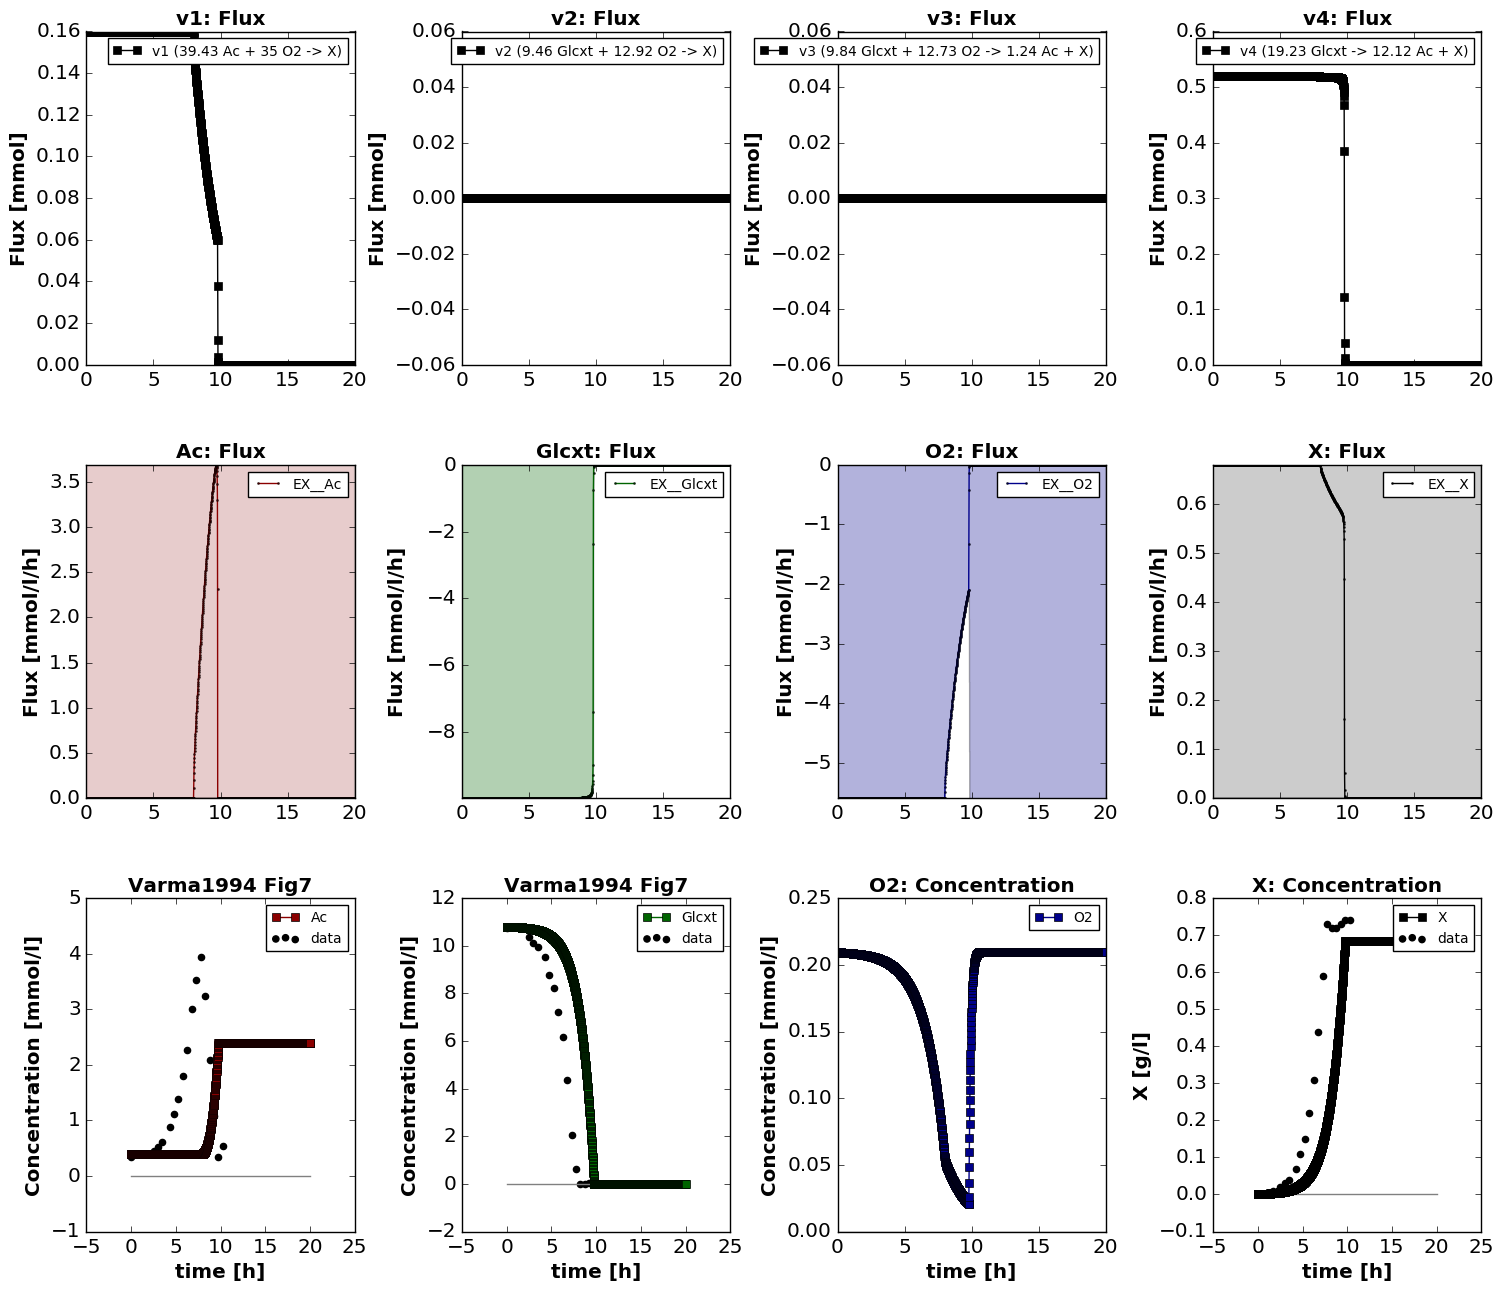 v1: Flux
v2: Flux
v3: Flux
v4: Flux
v1 (39.43 Ac + 35 O2 -> X)
v2 (9.46 Glcxt + 12.92 O2 -> X)
v3 (9.84 Glcxt + 12.73 O2 -> 1.24 Ac + X)
v4 (19.23 Glcxt -> 12.12 Ac + X)
Flux [mmol]
0.16
0.14
0.12
0.10
0.08
0.06
0.04
0.02
0.00
0 5 10 15 20
Flux [mmol]
0.06
0.04
0.02
0.00
−0.02
−0.04
−0.06
0 5 10 15 20
Flux [mmol]
0.06
0.04
0.02
0.00
−0.02
−0.04
−0.06
0 5 10 15 20
Flux [mmol]
0.6
0.5
0.4
0.3
0.2
0.1
0.0
0 5 10 15 20
Ac: Flux
Glcxt: Flux
O2: Flux
X: Flux
EX__Ac
EX__Glcxt
EX__O2
EX__X
Flux [mmol/l/h]
3.5
3.0
2.5
2.0
1.5
1.0
0.5
0.0
0 5 10 15 20
Flux [mmol/l/h]
0
−2
−4
−6
−8
0 5 10 15 20
Flux [mmol/l/h]
0
−1
−2
−3
−4
−5
0 5 10 15 20
Flux [mmol/l/h]
0.6
0.5
0.4
0.3
0.2
0.1
0.0
0 5 10 15 20
Varma1994 Fig7
Varma1994 Fig7
O2: Concentration
X: Concentration
Ac
data
Glcxt
data
O2
X
data
Concentration [mmol/l]
5
4
3
2
1
0
−1
−5 0 5 10 15 20 25
time [h]
Concentration [mmol/l]
12
10
8
6
4
2
0
−2
−5 0 5 10 15 20 25
time [h]
Concentration [mmol/l]
0.25
0.20
0.15
0.10
0.05
0.00
0 5 10 15 20
time [h]
X [g/l]
0.8
0.7
0.6
0.5
0.4
0.3
0.2
0.1
0.0
−0.1
−5 0 5 10 15 20 25
time [h]